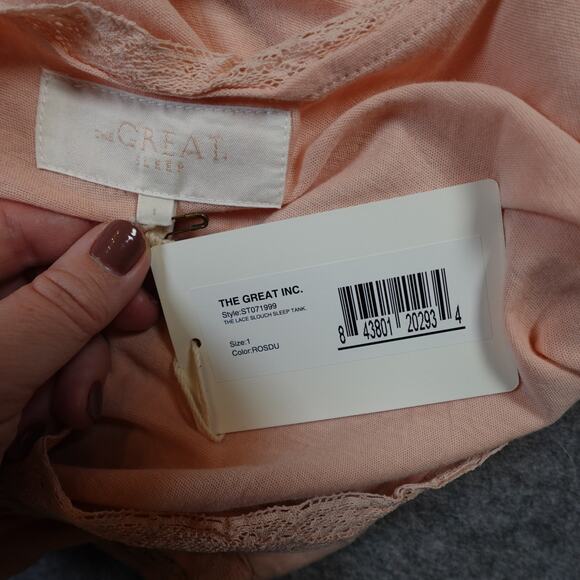 THE GREAT.
SLEEP
1
THE GREAT INC.
Style:ST071999
THE LACE SLOUCH SLEEP TANK.
Size:1
Color:ROSDU
8 43801 20293 4